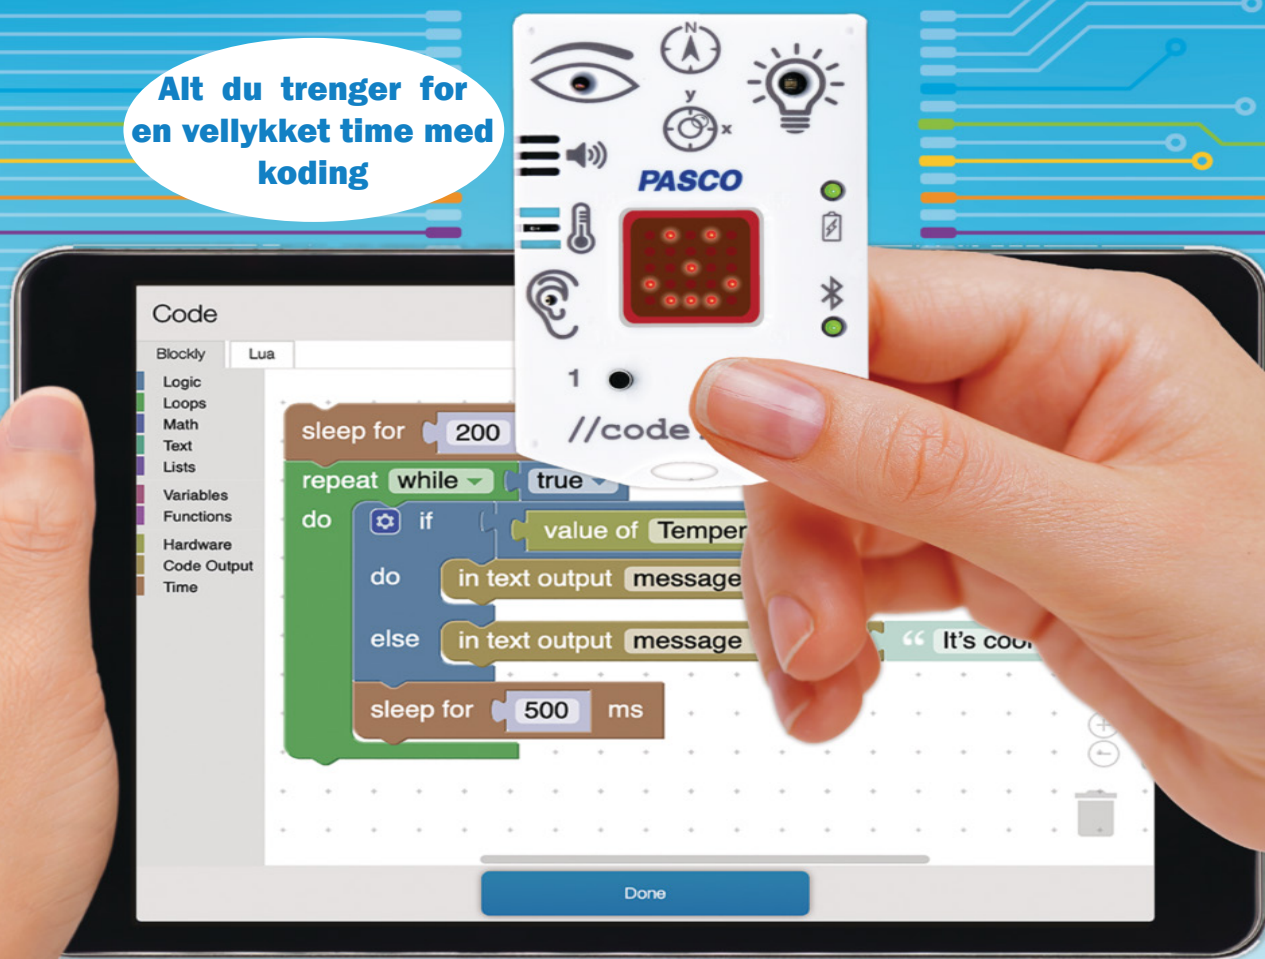 Alt du trenger for
en vellykket time med
koding
N
y
x
PASCO
1
//code
Code
Blockly
Lua
Logic
Loops
Math
Text
Lists
Variables
Functions
Hardware
Code Output
Time
sleep for 200
repeat while true
do if value of
do in text output message
else in text output message “ It's
sleep for 500 ms
Done